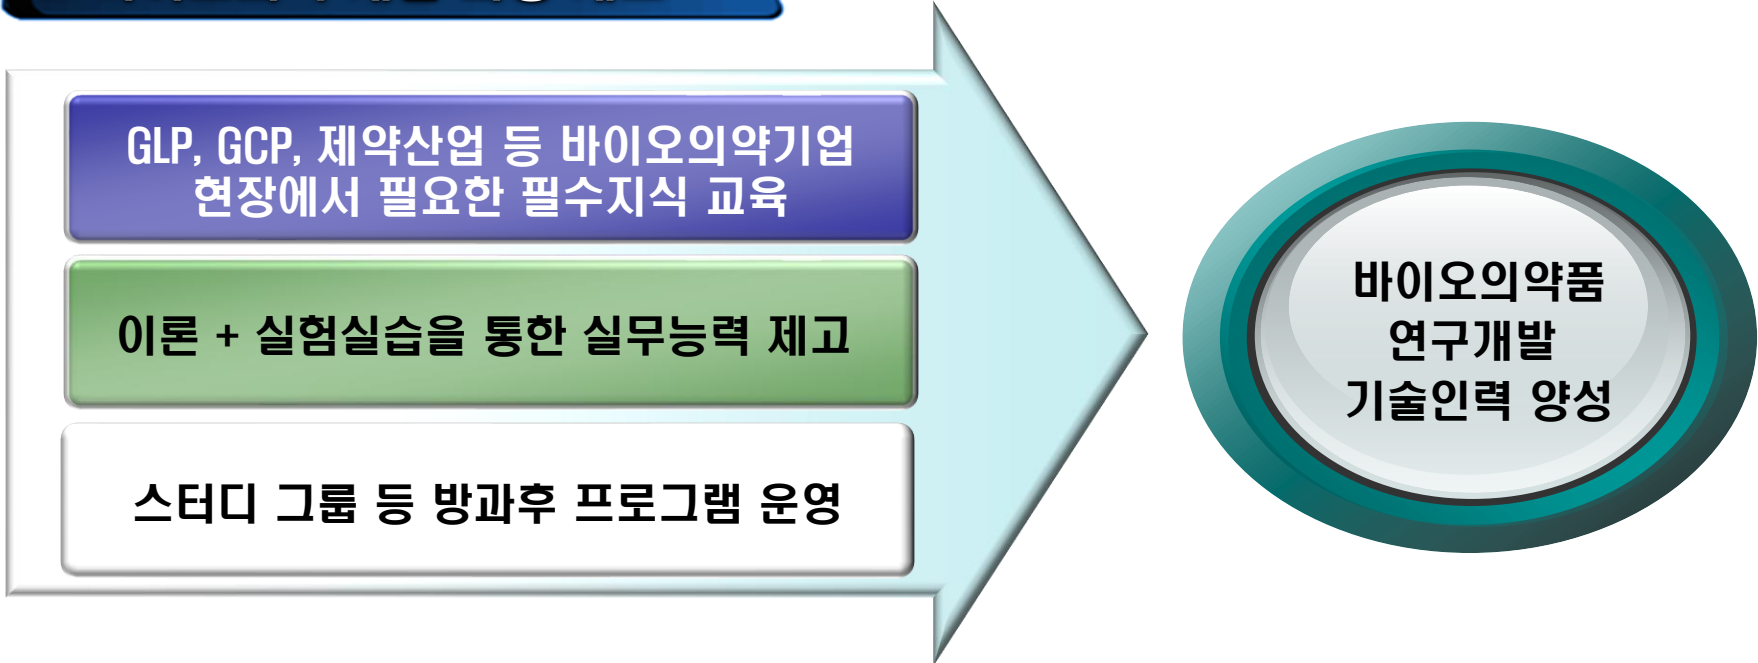 GLP, GCP, 제약산업 등 바이오의약기업
현장에서 필요한 필수지식 교육
이론 + 실험실습을 통한 실무능력 제고
스터디 그룹 등 방과후 프로그램 운영
바이오의약품
연구개발
기술인력 양성